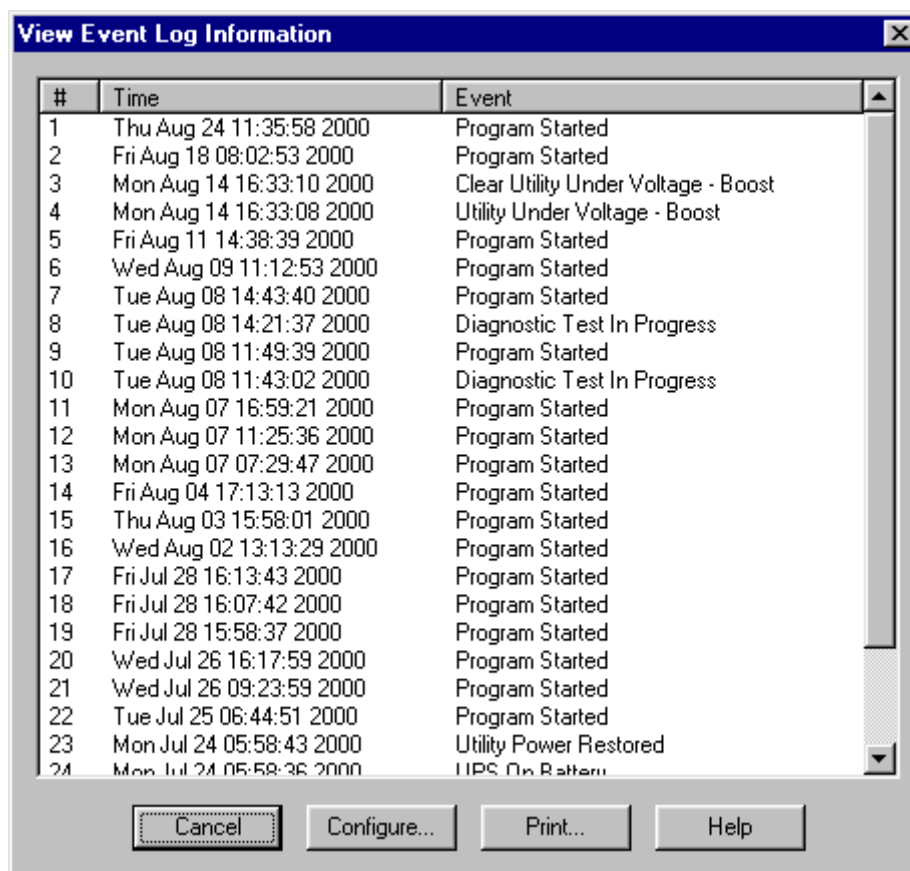 View Event Log Information
# Time Event
1 Thu Aug 24 11:35:58 2000 Program Started
2 Fri Aug 18 08:02:53 2000 Program Started
3 Mon Aug 14 16:33:10 2000 Clear Utility Under Voltage - Boost
4 Mon Aug 14 16:33:08 2000 Utility Under Voltage - Boost
5 Fri Aug 11 14:38:39 2000 Program Started
6 Wed Aug 09 11:12:53 2000 Program Started
7 Tue Aug 08 14:43:40 2000 Program Started
8 Tue Aug 08 14:21:37 2000 Diagnostic Test In Progress
9 Tue Aug 08 11:49:39 2000 Program Started
10 Tue Aug 08 11:43:02 2000 Diagnostic Test In Progress
11 Mon Aug 07 16:59:21 2000 Program Started
12 Mon Aug 07 11:25:36 2000 Program Started
13 Mon Aug 07 07:29:47 2000 Program Started
14 Fri Aug 04 17:13:13 2000 Program Started
15 Thu Aug 03 15:58:01 2000 Program Started
16 Wed Aug 02 13:13:29 2000 Program Started
17 Fri Jul 28 16:13:43 2000 Program Started
18 Fri Jul 28 16:07:42 2000 Program Started
19 Fri Jul 28 15:58:37 2000 Program Started
20 Wed Jul 26 16:17:59 2000 Program Started
21 Wed Jul 26 09:23:59 2000 Program Started
22 Tue Jul 25 06:44:51 2000 Program Started
23 Mon Jul 24 05:58:43 2000 Utility Power Restored
24 Mon Jul 24 05:58:36 2000 UPS On Battery
Cancel Configure... Print... Help